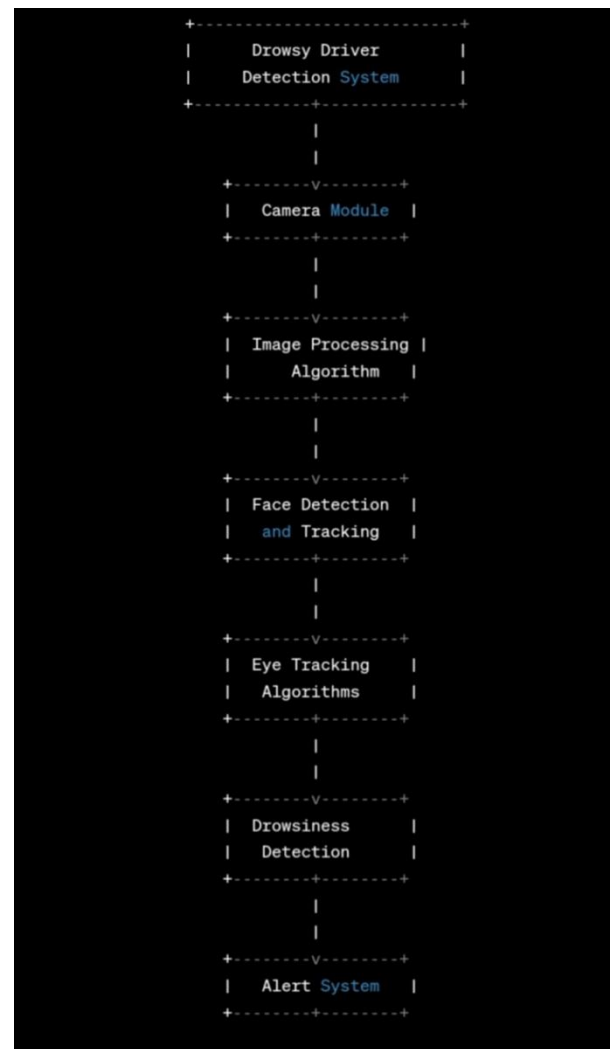 +---------------------------+
| Drowsy Driver |
| Detection System |
+------------+--------------+
|
|
+--------v--------+
| Camera Module |
+--------+--------+
|
|
+--------v--------+
| Image Processing |
| Algorithm |
+--------+--------+
|
|
+--------v--------+
| Face Detection |
| and Tracking |
+--------+--------+
|
|
+--------v--------+
| Eye Tracking |
| Algorithms |
+--------+--------+
|
|
+--------v--------+
| Drowsiness |
| Detection |
+--------+--------+
|
|
+--------v--------+
| Alert System |
+--------+--------+